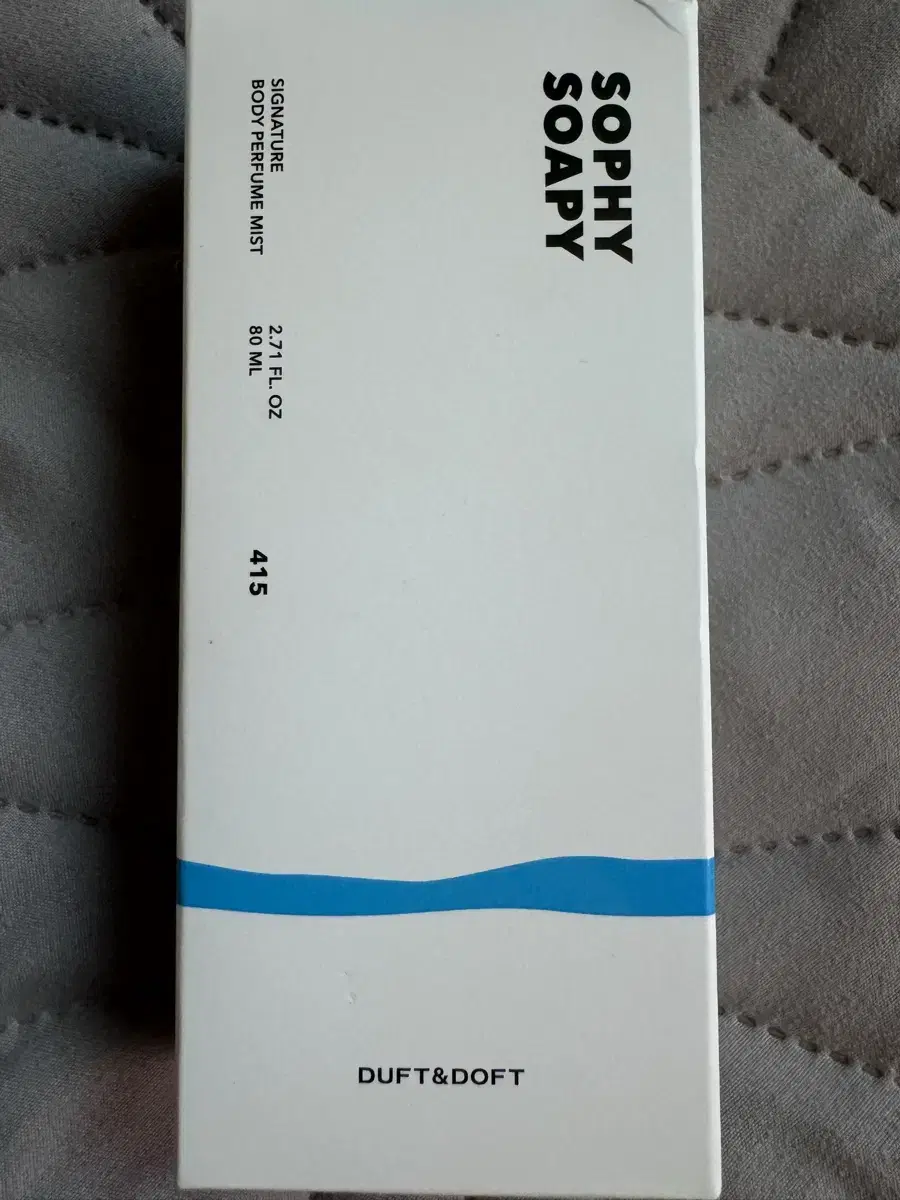 SOPHY
SOAPY
SIGNATURE
BODY PERFUME MIST
2.71 FL. OZ
80 ML
415
DUFT&DOFT